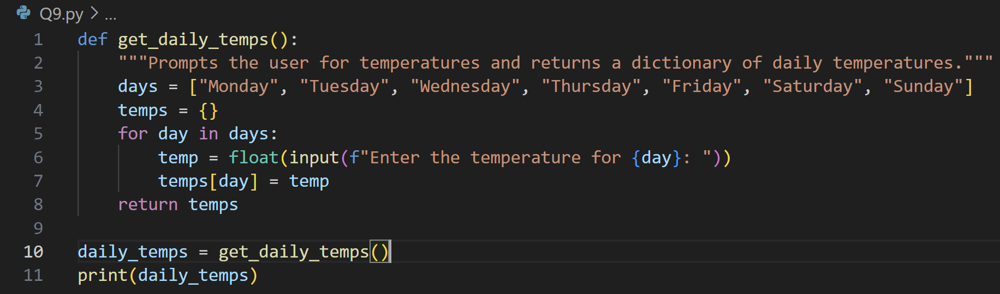 Q9.py > ...
1 def get_daily_temps():
2     """Prompts the user for temperatures and returns a dictionary of daily temperatures."""
3     days = ["Monday", "Tuesday", "Wednesday", "Thursday", "Friday", "Saturday", "Sunday"]
4     temps = {}
5     for day in days:
6         temp = float(input(f"Enter the temperature for {day}: "))
7         temps[day] = temp
8     return temps
9
10 daily_temps = get_daily_temps()
11 print(daily_temps)